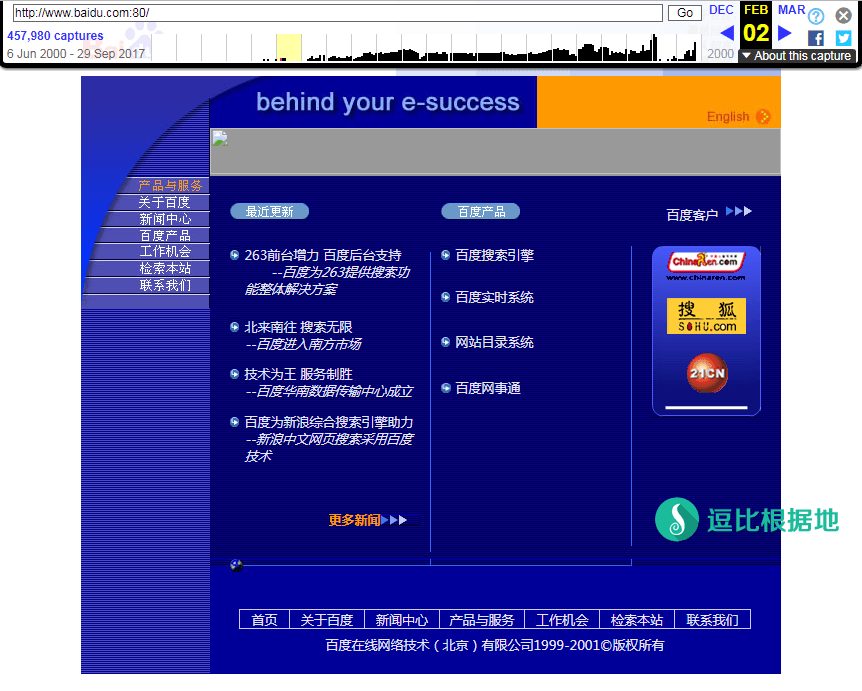 http://www.baidu.com:80/
Go
DEC
FEB
MAR
457,980 captures
02
6 Jun 2000 - 29 Sep 2017
2000
About this capture
behind your e-success
English
产品与服务
关于百度
新闻中心
百度产品
工作机会
检索本站
联系我们
最近更新
263前台增力 百度后台支持
--百度为263提供搜索功
能整体解决方案
北来南往 搜索无限
--百度进入南方市场
技术为王 服务制胜
--百度华南数据传输中心成立
百度为新浪综合搜索引擎助力
--新浪中文网页搜索采用百度
技术
更多新闻
百度产品
百度搜索引擎
百度实时系统
网站目录系统
百度网事通
百度客户
ChinaRen.com
www.chinaren.com
搜 狐
SOHU.com
21CN
逗比根据地
首页 关于百度 新闻中心 产品与服务 工作机会 检索本站 联系我们
百度在线网络技术（北京）有限公司1999-2001©版权所有